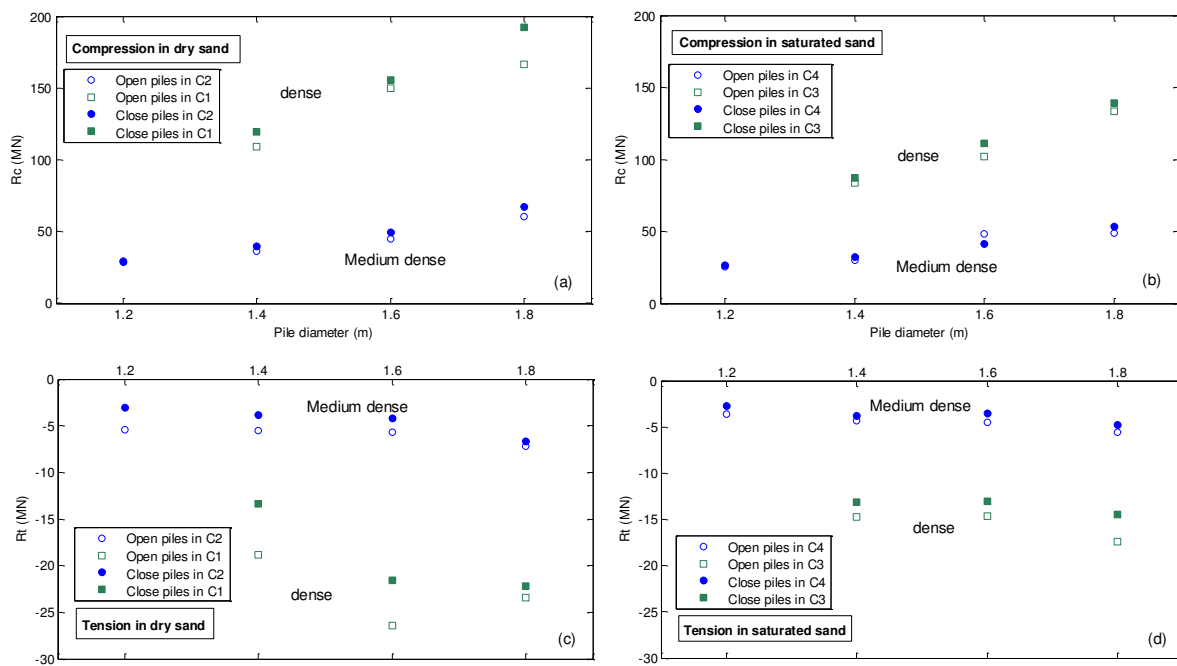 200
150
100
50
0
Rc (MN)
Compression in dry sand
Open piles in C2
Open piles in C1
Close piles in C2
Close piles in C1
dense
Medium dense
(a)
1.2 1.4 1.6 1.8
Pile diameter (m)
200
150
100
50
0
Rc (MN)
Compression in saturated sand
Open piles in C4
Open piles in C3
Close piles in C4
Close piles in C3
dense
Medium dense
(b)
1.2 1.4 1.6 1.8
Pile diameter (m)
1.2 1.4 1.6 1.8
0
-5
-10
-15
-20
-25
-30
Rt (MN)
Medium dense
Open piles in C2
Open piles in C1
Close piles in C2
Close piles in C1
dense
Tension in dry sand
(c)
1.2 1.4 1.6 1.8
0
-5
-10
-15
-20
-25
-30
Rt (MN)
Medium dense
dense
Open piles in C4
Open piles in C3
Close piles in C4
Close piles in C3
Tension in saturated sand
(d)